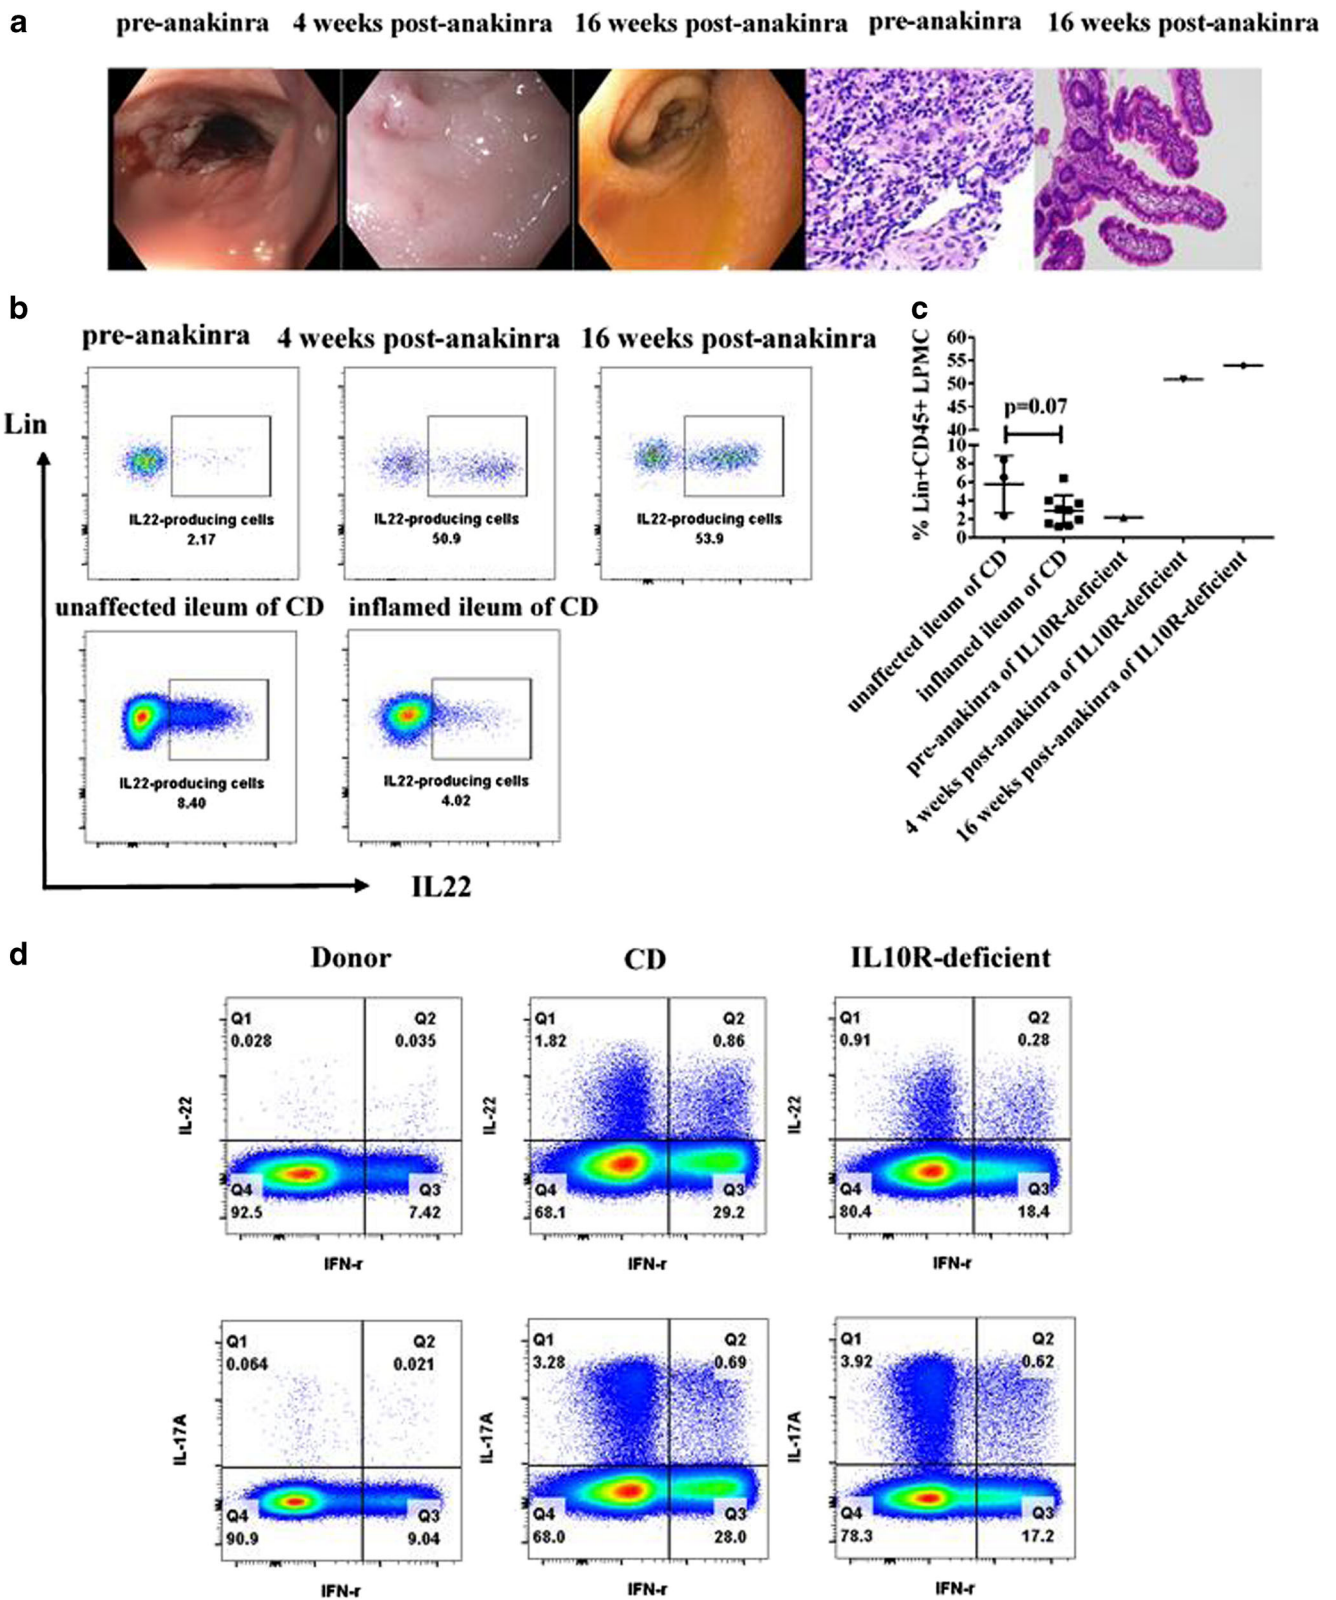 a
pre-anakinra 4 weeks post-anakinra 16 weeks post-anakinra pre-anakinra 16 weeks post-anakinra
b
pre-anakinra 4 weeks post-anakinra 16 weeks post-anakinra
Lin
IL22-producing cells
2.17
IL22-producing cells
50.9
IL22-producing cells
53.9
unaffected ileum of CD inflamed ileum of CD
IL22-producing cells
8.40
IL22-producing cells
4.02
IL22
c
% Lin+CD45+ LPMC
60
55
50
45
40
10
8
6
4
2
0
p=0.07
unaffected ileum of CD
inflamed ileum of CD
pre-anakinra of IL10R-deficient
4 weeks post-anakinra of IL10R-deficient
16 weeks post-anakinra of IL10R-deficient
d
Donor CD IL10R-deficient
Q1
0.028
Q2
0.035
Q4
92.5
Q3
7.42
IL-22
IFN-r
Q1
1.82
Q2
0.86
Q4
68.1
Q3
29.2
IL-22
IFN-r
Q1
0.91
Q2
0.28
Q4
80.4
Q3
18.4
IL-22
IFN-r
Q1
0.064
Q2
0.021
Q4
90.9
Q3
9.04
IL-17A
IFN-r
Q1
3.28
Q2
0.69
Q4
68.0
Q3
28.0
IL-17A
IFN-r
Q1
3.92
Q2
0.62
Q4
78.3
Q3
17.2
IL-17A
IFN-r